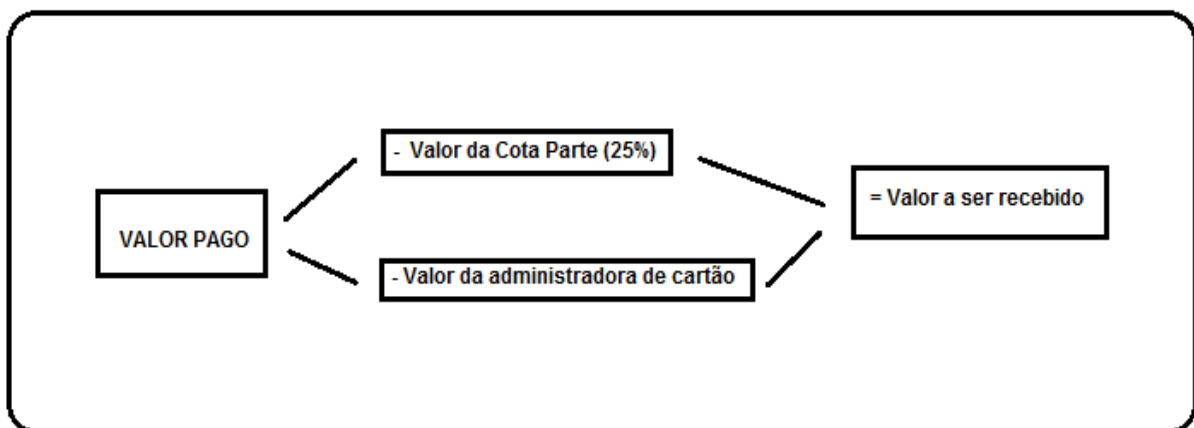 - Valor da Cota Parte (25%)
= Valor a ser recebido
VALOR PAGO
- Valor da administradora de cartão